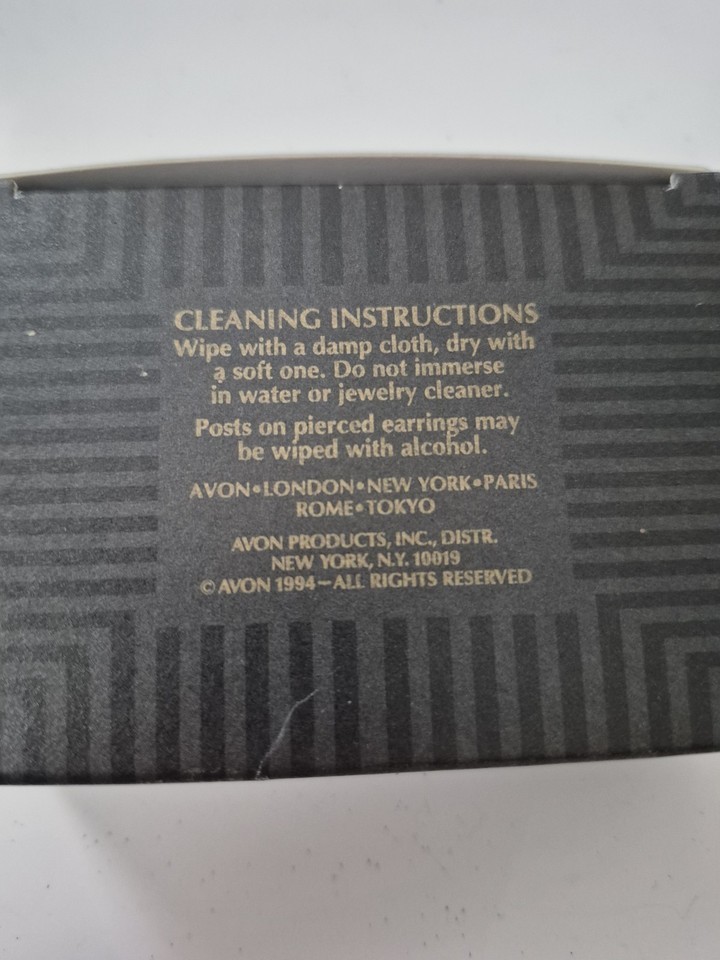 CLEANING INSTRUCTIONS
Wipe with a damp cloth, dry with
a soft one. Do not immerse
in water or jewelry cleaner.
Posts on pierced earrings may
be wiped with alcohol.
AVON•LONDON•NEW YORK•PARIS
ROME•TOKYO
AVON PRODUCTS, INC., DISTR.
NEW YORK, N.Y. 10019
© AVON 1994—ALL RIGHTS RESERVED